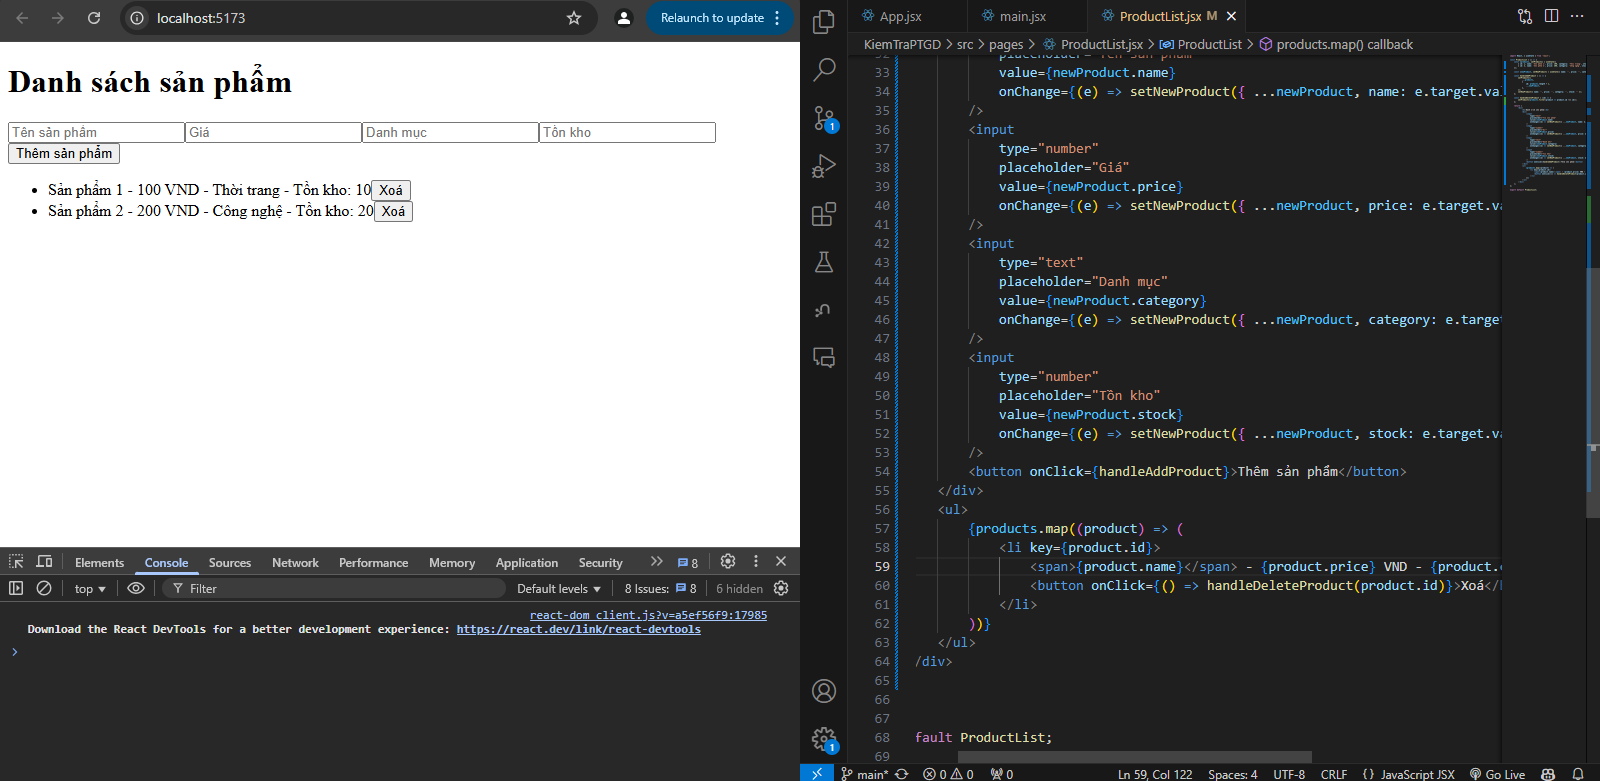 localhost:5173
Relaunch to update
Danh sách sản phẩm
Tên sản phẩm
Giá
Danh mục
Tồn kho
Thêm sản phẩm
Sản phẩm 1 - 100 VND - Thời trang - Tồn kho: 10
Xoá
Sản phẩm 2 - 200 VND - Công nghệ - Tồn kho: 20
Xoá
Elements Console Sources Network Performance Memory Application Security 8
top Filter Default levels 8 Issues: 8 6 hidden
react-dom_client.js?v=a5ef56f9:17985
Download the React DevTools for a better development experience: https://react.dev/link/react-devtools
App.jsx main.jsx ProductList.jsx M
KiemTraPTGD > src > pages > ProductList.jsx > ProductList > products.map() callback
33 value={newProduct.name}
34 onChange={(e) => setNewProduct({ ...newProduct, name: e.target.va
35 />
36 <input
37 type="number"
38 placeholder="Giá"
39 value={newProduct.price}
40 onChange={(e) => setNewProduct({ ...newProduct, price: e.target.va
41 />
42 <input
43 type="text"
44 placeholder="Danh mục"
45 value={newProduct.category}
46 onChange={(e) => setNewProduct({ ...newProduct, category: e.target
47 />
48 <input
49 type="number"
50 placeholder="Tồn kho"
51 value={newProduct.stock}
52 onChange={(e) => setNewProduct({ ...newProduct, stock: e.target.va
53 />
54 <button onClick={handleAddProduct}>Thêm sản phẩm</button>
55 </div>
56 <ul>
57 {products.map((product) => (
58 <li key={product.id}>
59 <span>{product.name}</span> - {product.price} VND - {product.
60 <button onClick={() => handleDeleteProduct(product.id)}>Xoá</
61 </li>
62 ))}
63 </ul>
64 /div>
65
66
67
68 fault ProductList;
69
1
1
main* 0 0 0 Ln 59, Col 122 Spaces: 4 UTF-8 CRLF { } JavaScript JSX Go Live